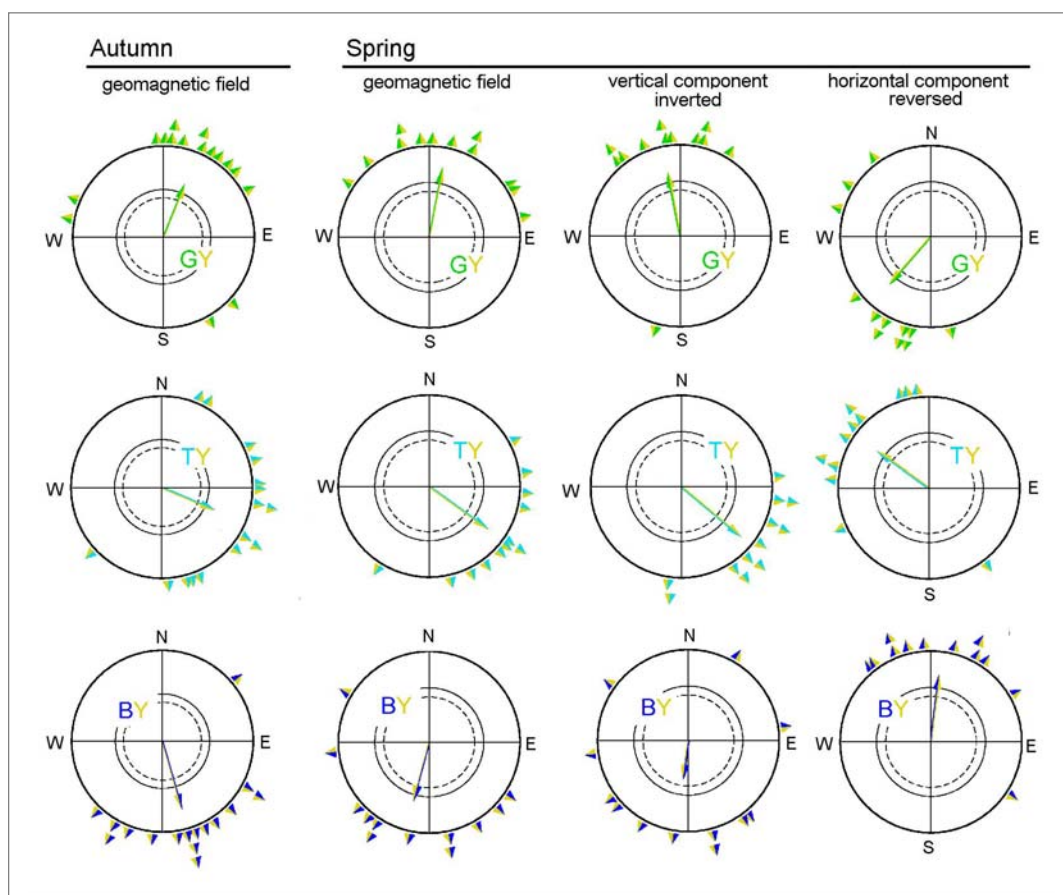 Autumn
Spring
geomagnetic field
geomagnetic field
vertical component
inverted
horizontal component
reversed
N
W
E
GY
S
W
E
GY
S
W
E
GY
S
W
E
GY
N
TY
W
N
TY
W
N
TY
W
TY
E
S
N
BY
W
E
N
BY
W
E
N
BY
W
E
BY
W
E
S